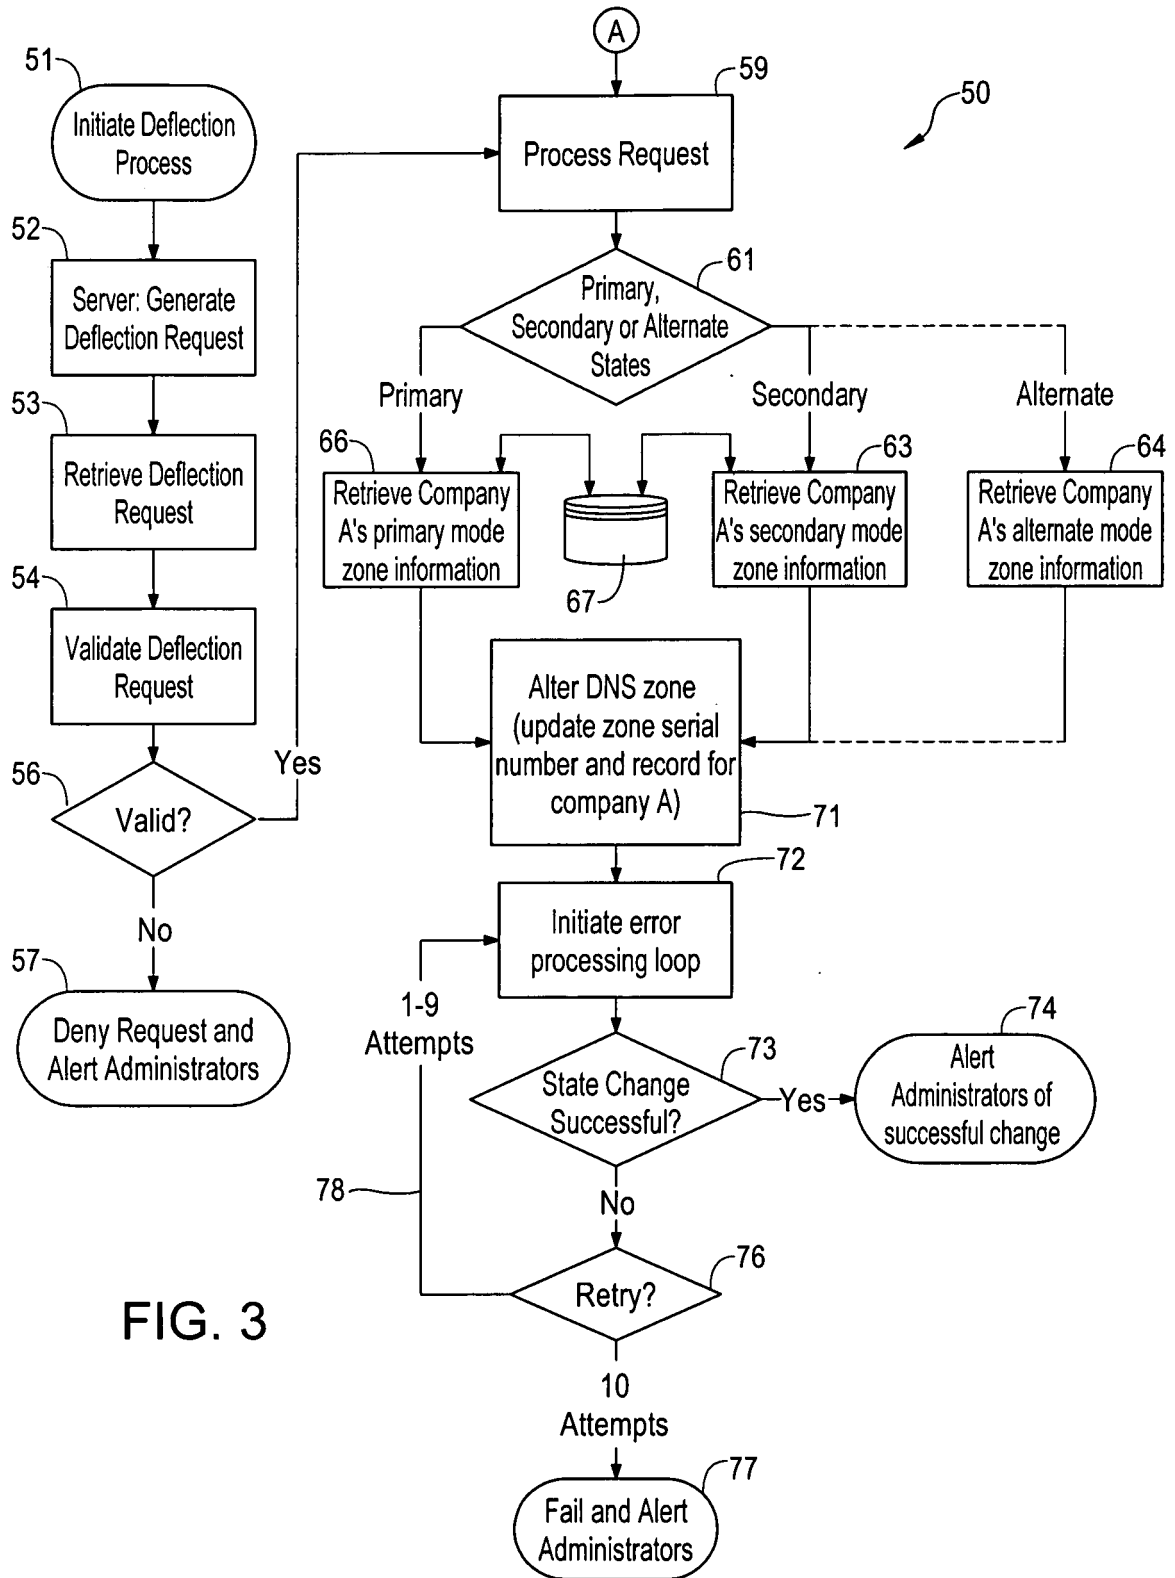 A
51
Initiate Deflection
Process
52
Server: Generate
Deflection Request
53
Retrieve Deflection
Request
54
Validate Deflection
Request
56
Valid?
Yes
No
57
Deny Request and
Alert Administrators
59
Process Request
50
61
Primary,
Secondary or Alternate
States
Primary
Secondary
Alternate
66
Retrieve Company
A's primary mode
zone information
67
63
Retrieve Company
A's secondary mode
zone information
64
Retrieve Company
A's alternate mode
zone information
Alter DNS zone
(update zone serial
number and record for
company A)
71
72
Initiate error
processing loop
1-9
Attempts
73
State Change
Successful?
Yes
74
Alert
Administrators of
successful change
78
No
76
Retry?
10
Attempts
77
Fail and Alert
Administrators
FIG. 3